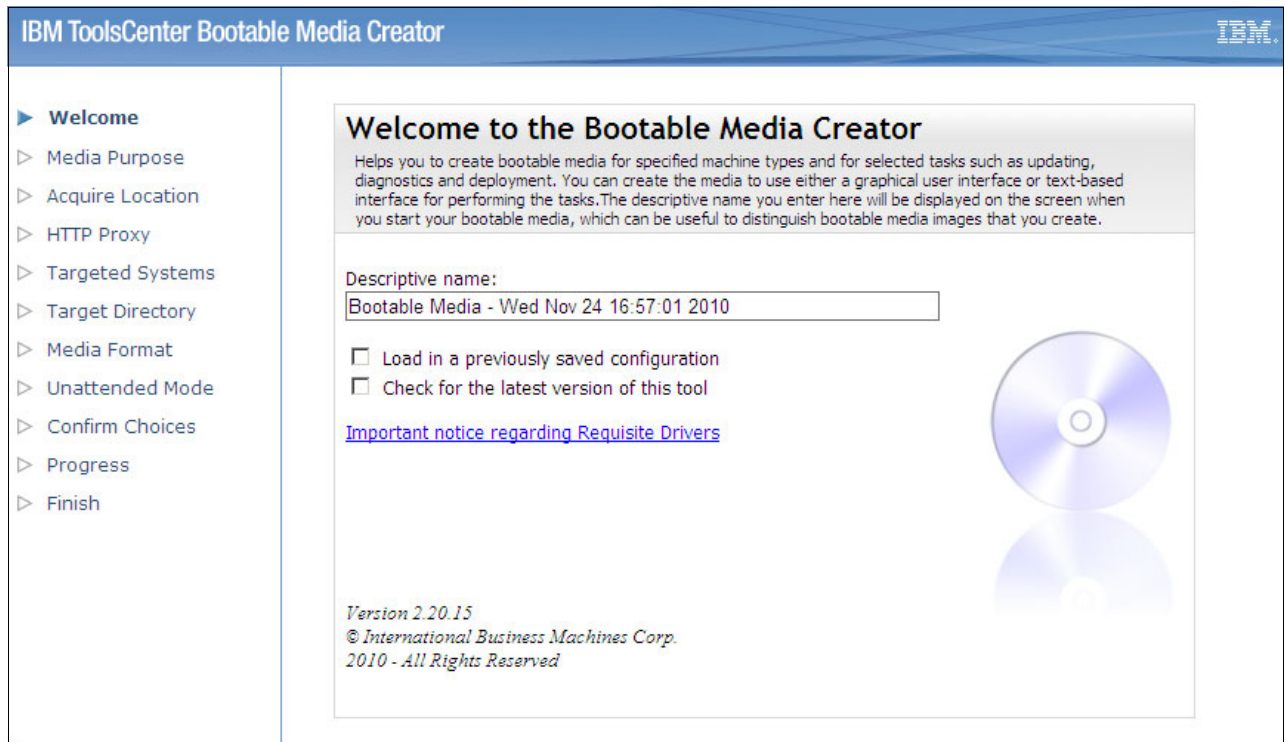 IBM ToolsCenter Bootable Media Creator
IBM.
Welcome
Media Purpose
Acquire Location
HTTP Proxy
Targeted Systems
Target Directory
Media Format
Unattended Mode
Confirm Choices
Progress
Finish
Welcome to the Bootable Media Creator
Helps you to create bootable media for specified machine types and for selected tasks such as updating,
diagnostics and deployment. You can create the media to use either a graphical user interface or text-based
interface for performing the tasks.The descriptive name you enter here will be displayed on the screen when
you start your bootable media, which can be useful to distinguish bootable media images that you create.
Descriptive name:
Bootable Media - Wed Nov 24 16:57:01 2010
Load in a previously saved configuration
Check for the latest version of this tool
Important notice regarding Requisite Drivers
Version 2.20.15
© International Business Machines Corp.
2010 - All Rights Reserved